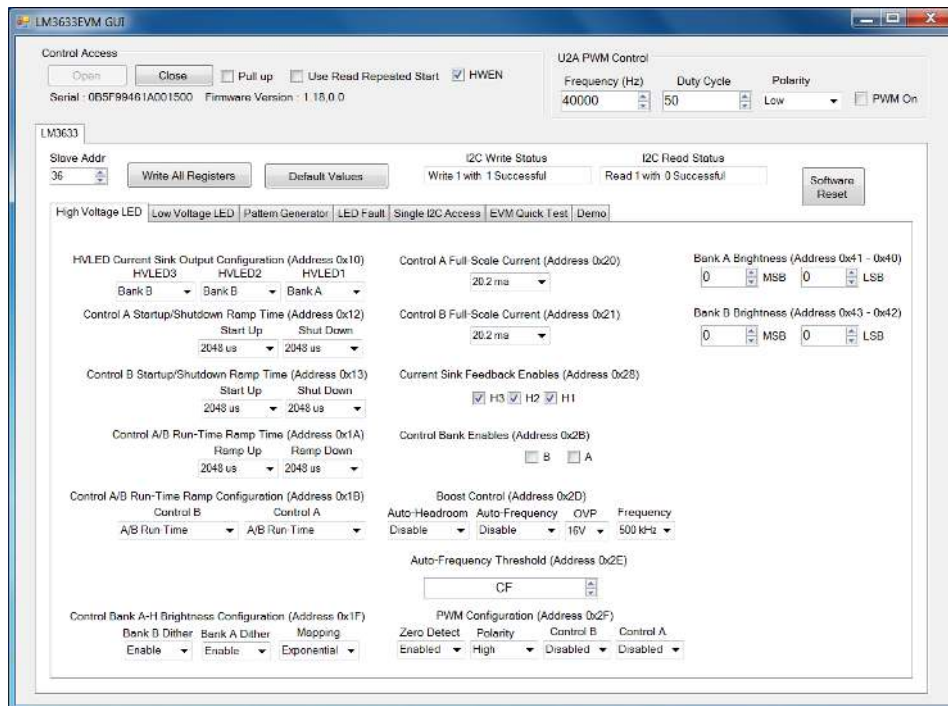 LM3633EVM GUI
Control Access
Open Close Pull up Use Read Repeated Start HWEN
Serial : 0B5F99461A001500 Firmware Version : 1.18.0.0
U2A PWM Control
Frequency (Hz) Duty Cycle Polarity
40000 50 Low PWM On
LM3633
Slave Addr I2C Write Status I2C Read Status
36 Write All Registers Default Values Write 1 with 1 Successful Read 1 with 0 Successful Software Reset
High Voltage LED Low Voltage LED Pattern Generator LED Fault Single I2C Access EVM Quick Test Demo
HVLED Current Sink Output Configuration (Address 0x10)
HVLED3 HVLED2 HVLED1
Bank B Bank B Bank A
Control A Startup/Shutdown Ramp Time (Address 0x12)
Start Up Shut Down
2048 us 2048 us
Control B Startup/Shutdown Ramp Time (Address 0x13)
Start Up Shut Down
2048 us 2048 us
Control A/B Run-Time Ramp Time (Address 0x1A)
Ramp Up Ramp Down
2048 us 2048 us
Control A/B Run-Time Ramp Configuration (Address 0x1B)
Control B Control A
A/B Run-Time A/B Run-Time
Control Bank A-H Brightness Configuration (Address 0x1F)
Bank B Dither Bank A Dither Mapping
Enable Enable Exponential
Control A Full-Scale Current (Address 0x20)
20.2 ma
Control B Full-Scale Current (Address 0x21)
20.2 ma
Current Sink Feedback Enables (Address 0x28)
H3 H2 H1
Control Bank Enables (Address 0x2B)
B A
Boost Control (Address 0x2D)
Auto-Headroom Auto-Frequency OVP Frequency
Disable Disable 16V 500 kHz
Auto-Frequency Threshold (Address 0x2E)
CF
PWM Configuration (Address 0x2F)
Zero Detect Polarity Control B Control A
Enabled High Disabled Disabled
Bank A Brightness (Address 0x41 - 0x40)
0 MSB 0 LSB
Bank B Brightness (Address 0x43 - 0x42)
0 MSB 0 LSB